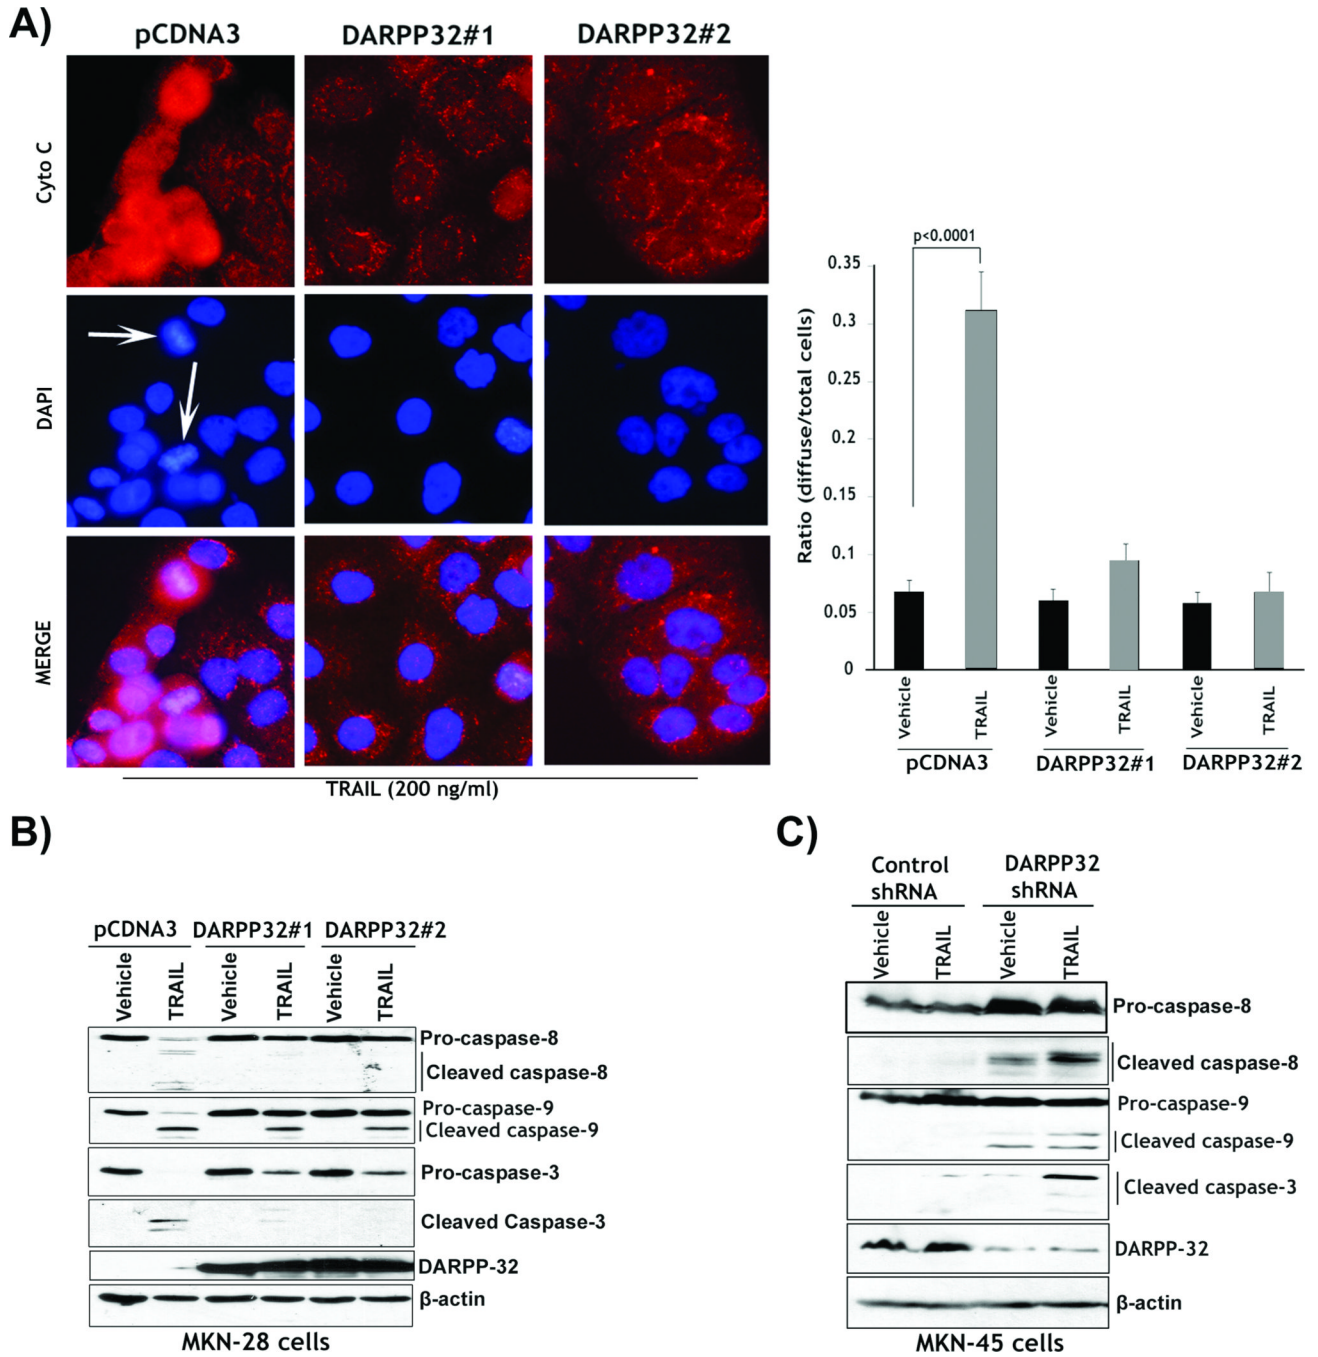 A)
pCDNA3 DARPP32#1 DARPP32#2
Cyto C
DAPI
MERGE
TRAIL (200 ng/ml)
p<0.0001
Ratio (diffuse/total cells)
0.35
0.3
0.25
0.2
0.15
0.1
0.05
0
Vehicle TRAIL Vehicle TRAIL Vehicle TRAIL
pCDNA3 DARPP32#1 DARPP32#2
B)
pCDNA3 DARPP32#1 DARPP32#2
Vehicle TRAIL Vehicle TRAIL Vehicle TRAIL
Pro-caspase-8
Cleaved caspase-8
Pro-caspase-9
Cleaved caspase-9
Pro-caspase-3
Cleaved Caspase-3
DARPP-32
β-actin
MKN-28 cells
C)
Control shRNA DARPP32 shRNA
Vehicle TRAIL Vehicle TRAIL
Pro-caspase-8
Cleaved caspase-8
Pro-caspase-9
Cleaved caspase-9
Cleaved caspase-3
DARPP-32
β-actin
MKN-45 cells